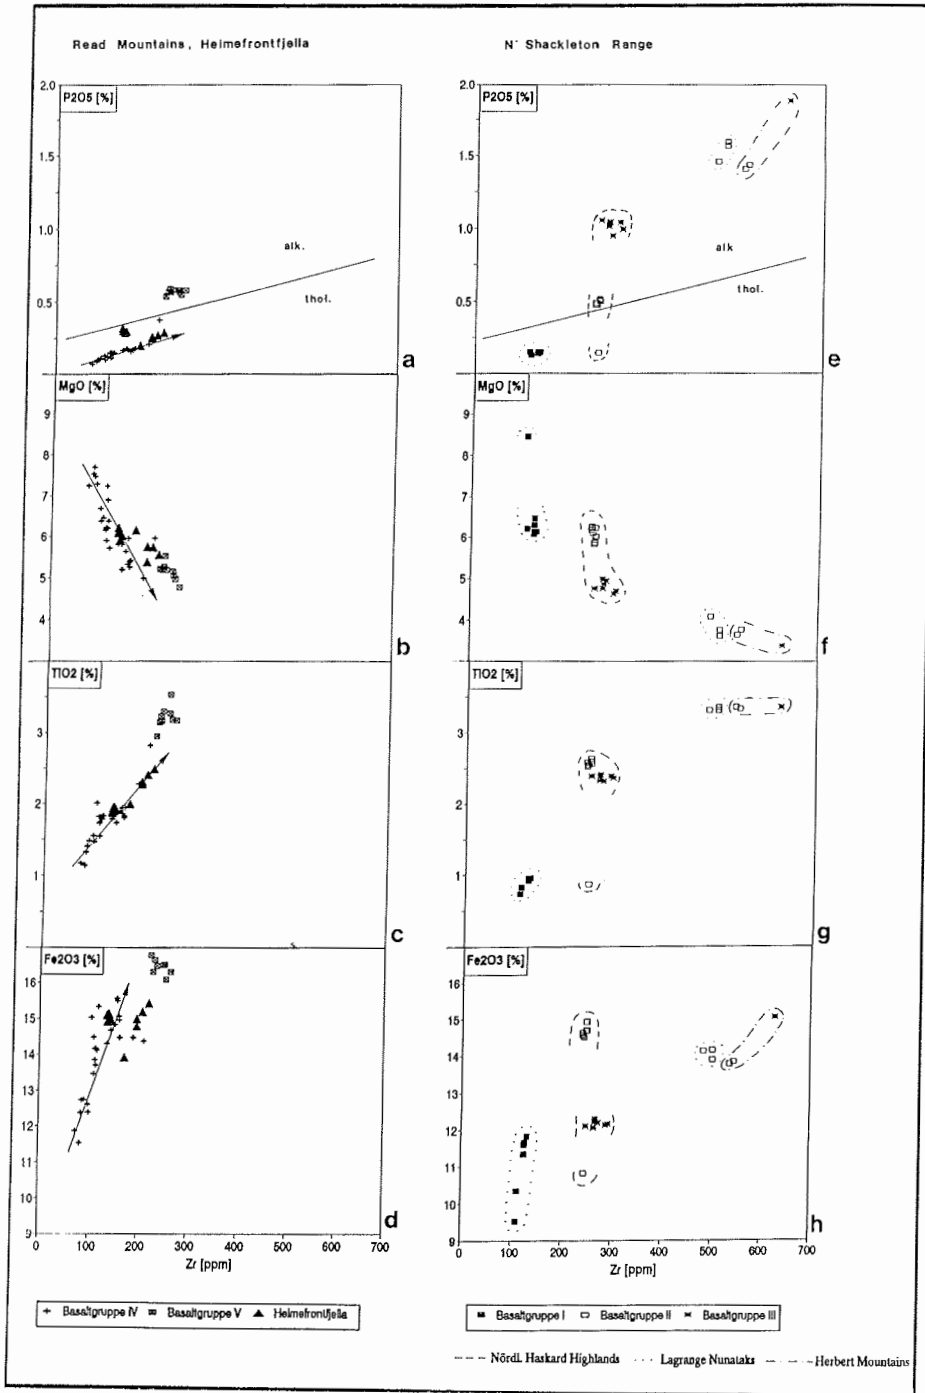 Read Mountains, Heimefrontfjella
N' Shackleton Range
P2O5 [%]
2.0
1.5
1.0
0.5
alk.
thol.
a
MgO [%]
9
8
7
6
5
4
b
TiO2 [%]
3
2
1
c
Fe2O3 [%]
16
15
14
13
12
11
10
9
d
0 100 200 300 400 500 600 700
Zr [ppm]
P2O5 [%]
2.0
1.5
1.0
0.5
alk
thol.
e
MgO [%]
9
8
7
6
5
4
f
TiO2 [%]
3
2
1
g
Fe2O3 [%]
16
15
14
13
12
11
10
9
h
0 100 200 300 400 500 600 700
Zr [ppm]
Basaltgruppe IV Basaltgruppe V Heimefrontfjella
Basaltgruppe I Basaltgruppe II Basaltgruppe III
Nördl. Haskard Highlands Lagrange Nunataks Herbert Mountains